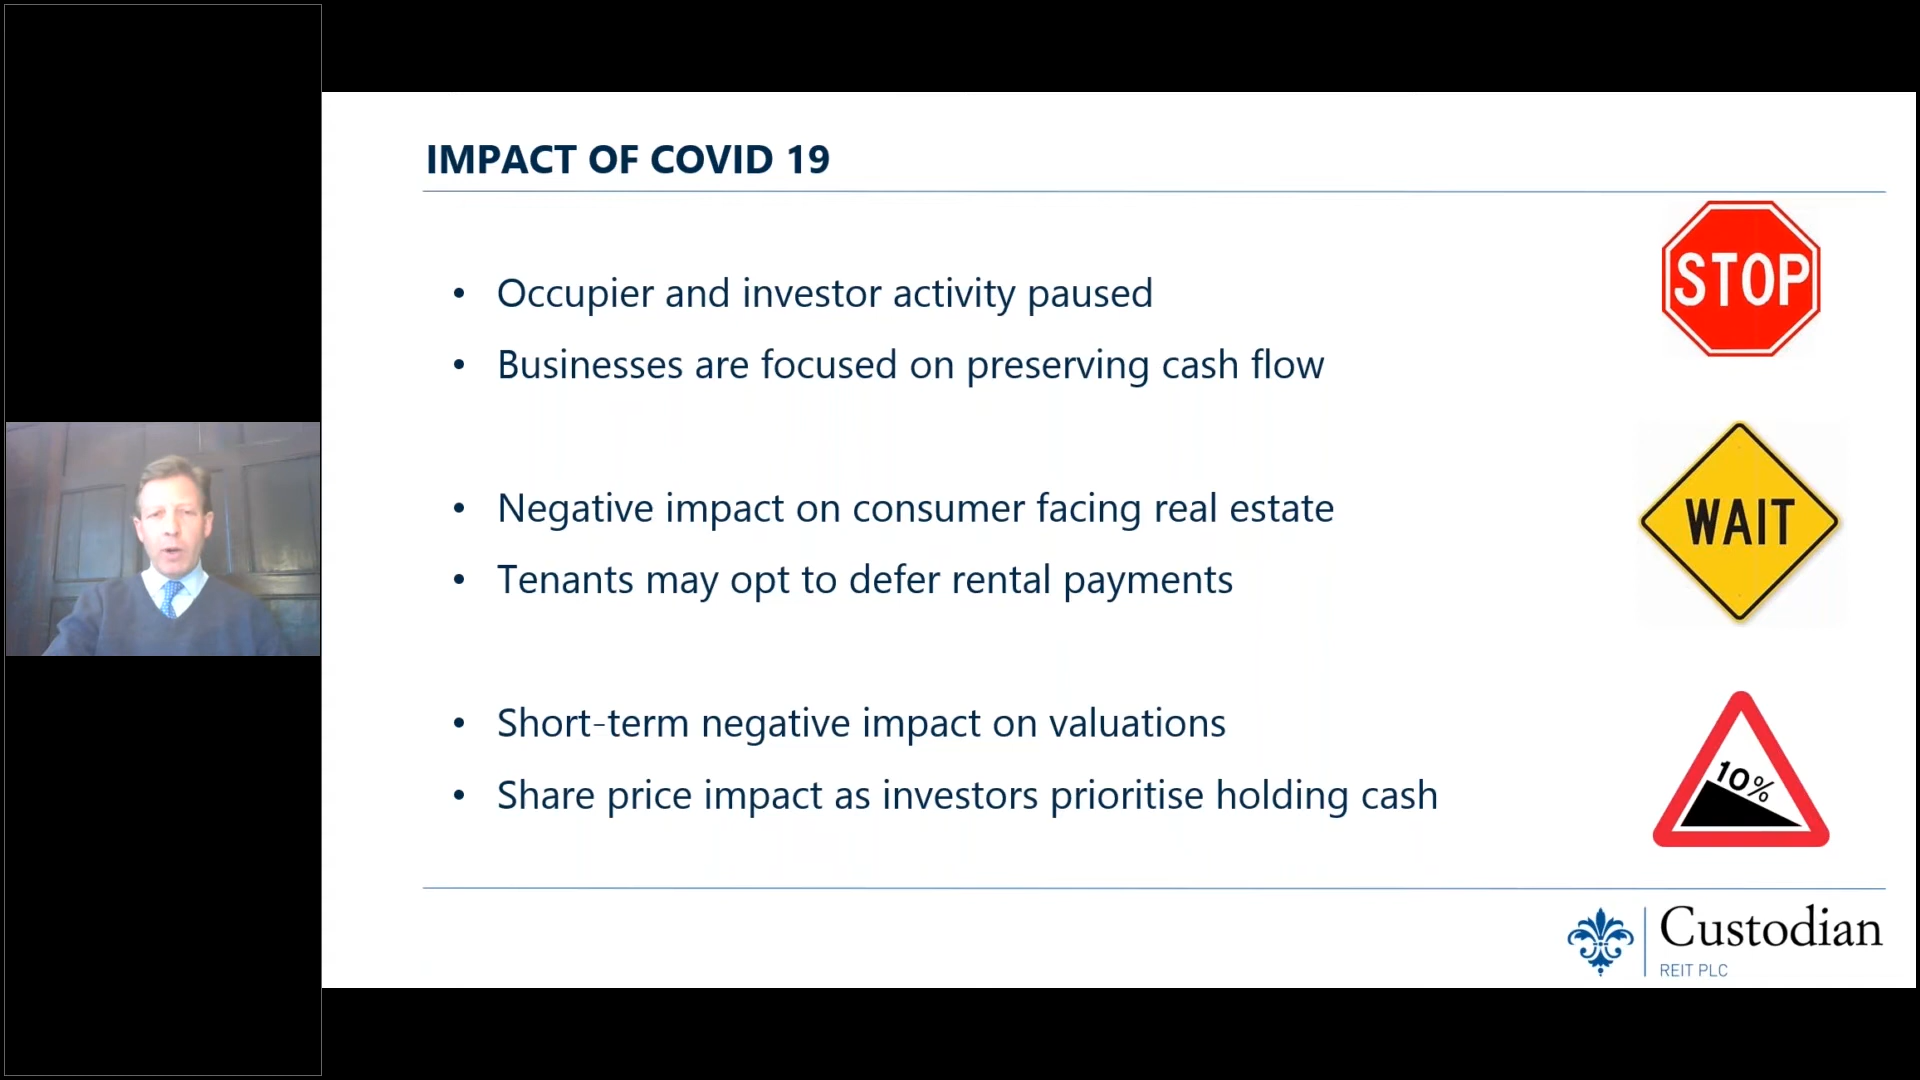 IMPACT OF COVID 19
• Occupier and investor activity paused
• Businesses are focused on preserving cash flow
STOP
• Negative impact on consumer facing real estate
• Tenants may opt to defer rental payments
WAIT
• Short-term negative impact on valuations
• Share price impact as investors prioritise holding cash
10%
Custodian
REIT PLC